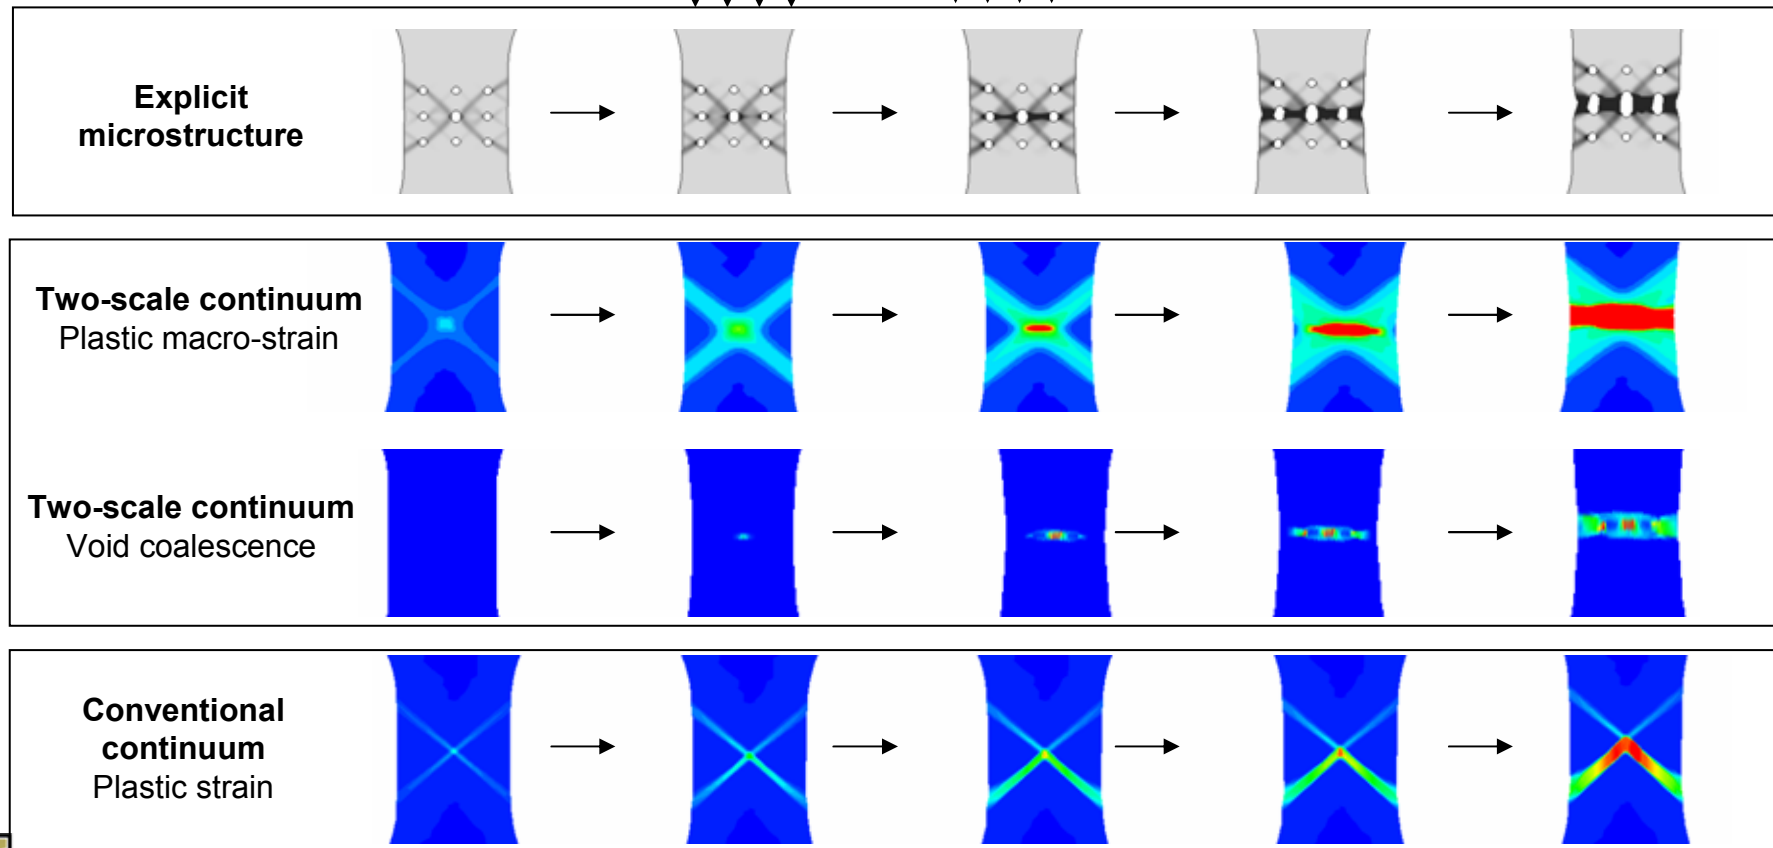 Explicit
microstructure
Two-scale continuum
Plastic macro-strain
Two-scale continuum
Void coalescence
Conventional
continuum
Plastic strain